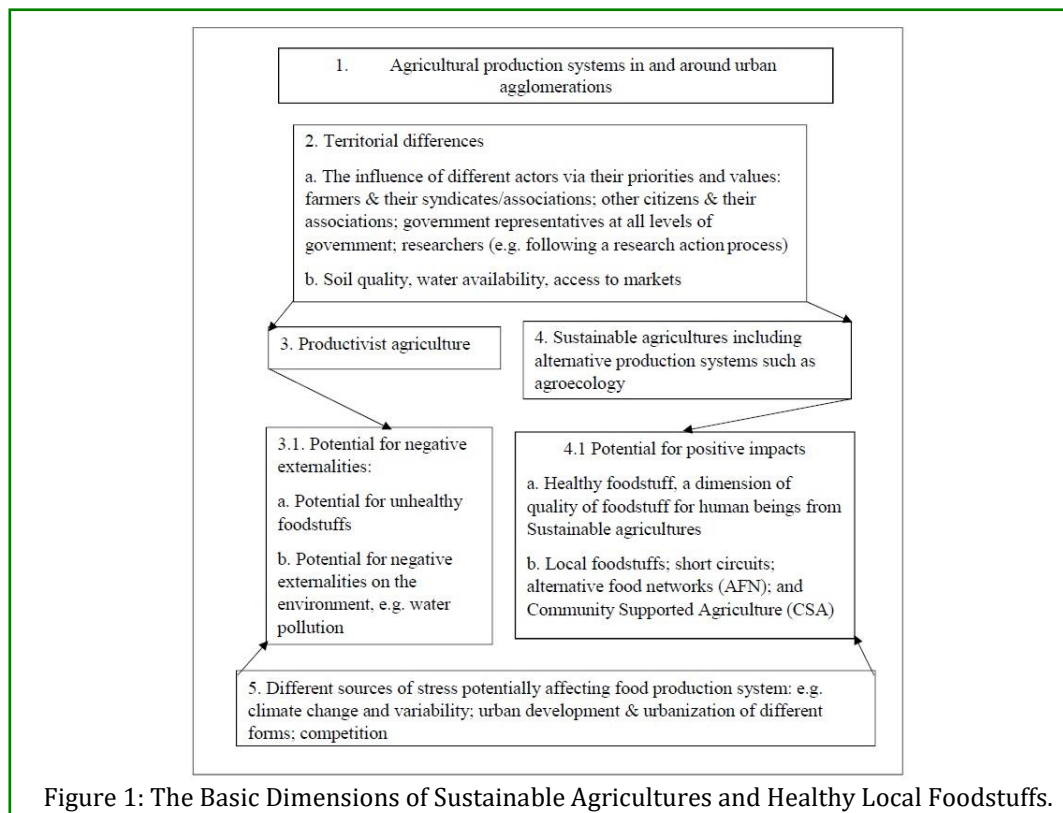 1. Agricultural production systems in and around urban
agglomerations
2. Territorial differences
a. The influence of different actors via their priorities and values:
farmers & their syndicates/associations; other citizens & their
associations; government representatives at all levels of
government; researchers (e.g. following a research action process)
b. Soil quality, water availability, access to markets
3. Productivist agriculture
4. Sustainable agricultures including
alternative production systems such as
agroecology
3.1. Potential for negative
externalities:
a. Potential for unhealthy
foodstuffs
b. Potential for negative
externalities on the
environment, e.g. water
pollution
4.1 Potential for positive impacts
a. Healthy foodstuff, a dimension of
quality of foodstuff for human beings from
Sustainable agricultures
b. Local foodstuffs; short circuits;
alternative food networks (AFN); and
Community Supported Agriculture (CSA)
5. Different sources of stress potentially affecting food production system: e.g.
climate change and variability; urban development & urbanization of different
forms; competition
Figure 1: The Basic Dimensions of Sustainable Agricultures and Healthy Local Foodstuffs.